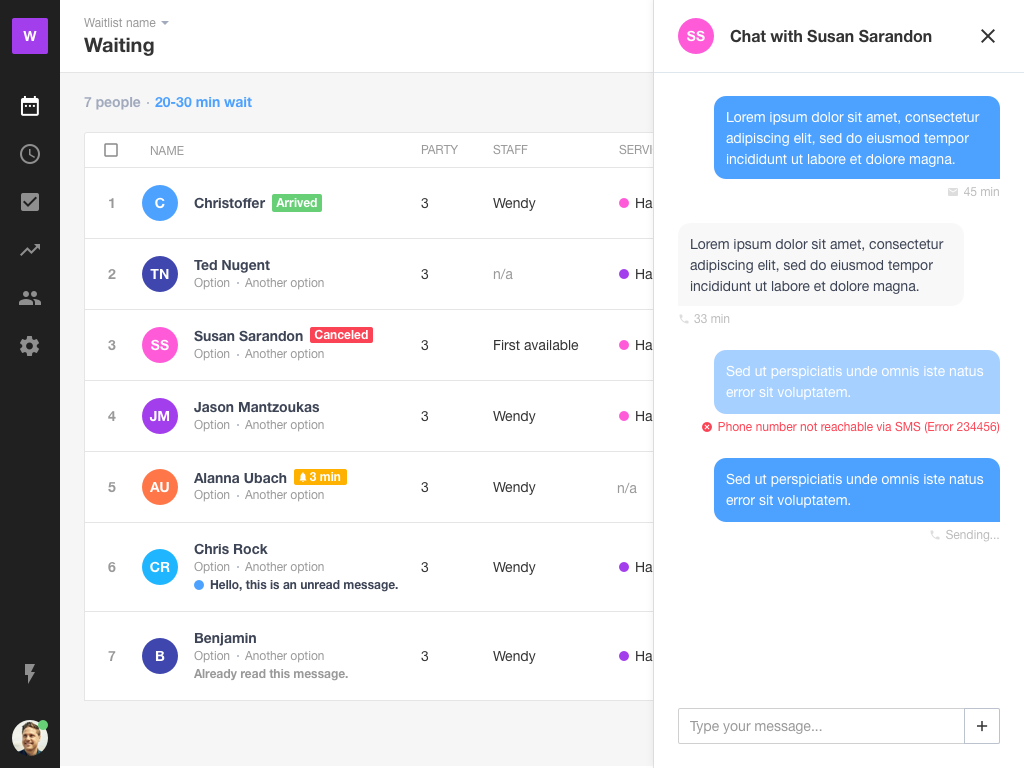 W
Waitlist name
Waiting
7 people · 20-30 min wait
NAME PARTY STAFF SERVI
1 C Christoffer Arrived 3 Wendy Ha
2 TN Ted Nugent 3 n/a Ha
Option · Another option
3 SS Susan Sarandon Canceled 3 First available Ha
Option · Another option
4 JM Jason Mantzoukas 3 Wendy Ha
Option · Another option
5 AU Alanna Ubach 3 min 3 Wendy n/a
Option · Another option
6 CR Chris Rock 3 Wendy Ha
Option · Another option
Hello, this is an unread message.
7 B Benjamin 3 Wendy Ha
Option · Another option
Already read this message.
SS Chat with Susan Sarandon
Lorem ipsum dolor sit amet, consectetur
adipiscing elit, sed do eiusmod tempor
incididunt ut labore et dolore magna.
45 min
Lorem ipsum dolor sit amet, consectetur
adipiscing elit, sed do eiusmod tempor
incididunt ut labore et dolore magna.
33 min
Sed ut perspiciatis unde omnis iste natus
error sit voluptatem.
Phone number not reachable via SMS (Error 234456)
Sed ut perspiciatis unde omnis iste natus
error sit voluptatem.
Sending...
Type your message... +